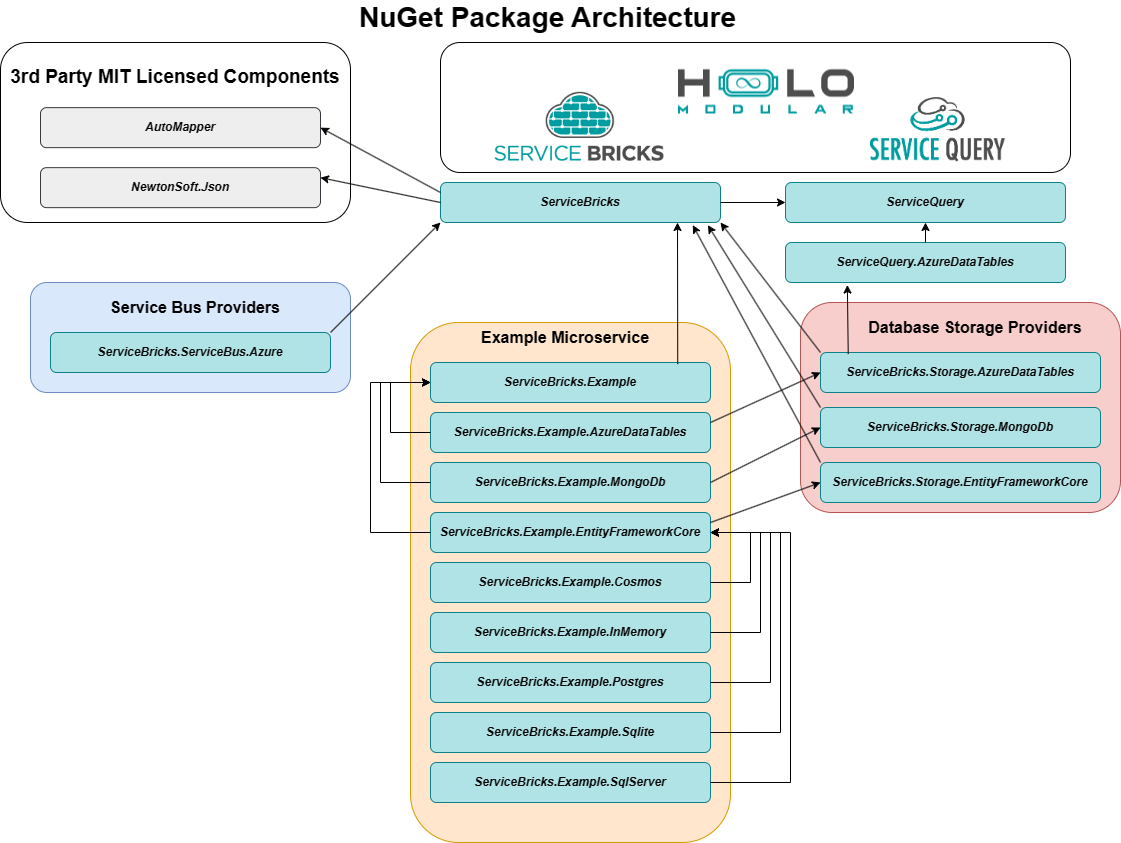 NuGet Package Architecture
3rd Party MIT Licensed Components
AutoMapper
NewtonSoft.Json
HOLO
MODULAR
SERVICE BRICKS
SERVICE QUERY
ServiceBricks
ServiceQuery
ServiceQuery.AzureDataTables
Service Bus Providers
ServiceBricks.ServiceBus.Azure
Example Microservice
ServiceBricks.Example
ServiceBricks.Example.AzureDataTables
ServiceBricks.Example.MongoDb
ServiceBricks.Example.EntityFrameworkCore
ServiceBricks.Example.Cosmos
ServiceBricks.Example.InMemory
ServiceBricks.Example.Postgres
ServiceBricks.Example.Sqlite
ServiceBricks.Example.SqlServer
Database Storage Providers
ServiceBricks.Storage.AzureDataTables
ServiceBricks.Storage.MongoDb
ServiceBricks.Storage.EntityFrameworkCore